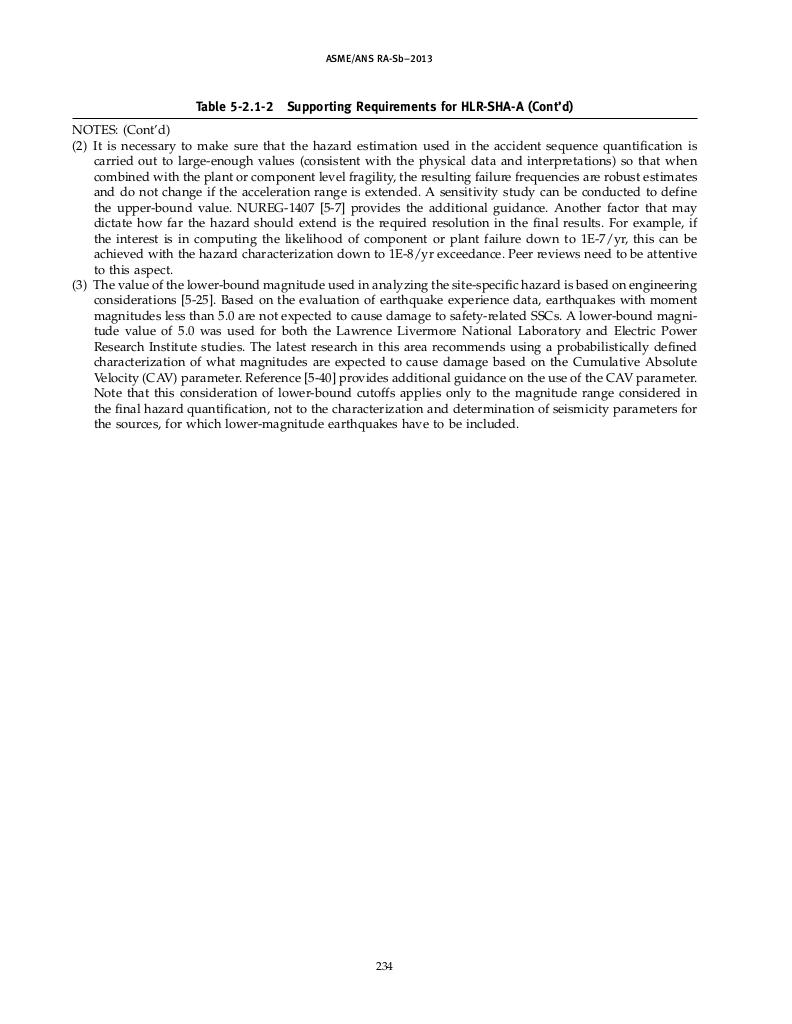 ASME/ANS RA-Sb–2013
Table 5-2.1-2 Supporting Requirements for HLR-SHA-A (Cont'd)
NOTES: (Cont'd)
(2) It is necessary to make sure that the hazard estimation used in the accident sequence quantification is
carried out to large-enough values (consistent with the physical data and interpretations) so that when
combined with the plant or component level fragility, the resulting failure frequencies are robust estimates
and do not change if the acceleration range is extended. A sensitivity study can be conducted to define
the upper-bound value. NUREG-1407 [5-7] provides the additional guidance. Another factor that may
dictate how far the hazard should extend is the required resolution in the final results. For example, if
the interest is in computing the likelihood of component or plant failure down to 1E-7/yr, this can be
achieved with the hazard characterization down to 1E-8/yr exceedance. Peer reviews need to be attentive
to this aspect.
(3) The value of the lower-bound magnitude used in analyzing the site-specific hazard is based on engineering
considerations [5-25]. Based on the evaluation of earthquake experience data, earthquakes with moment
magnitudes less than 5.0 are not expected to cause damage to safety-related SSCs. A lower-bound magni-
tude value of 5.0 was used for both the Lawrence Livermore National Laboratory and Electric Power
Research Institute studies. The latest research in this area recommends using a probabilistically defined
characterization of what magnitudes are expected to cause damage based on the Cumulative Absolute
Velocity (CAV) parameter. Reference [5-40] provides additional guidance on the use of the CAV parameter.
Note that this consideration of lower-bound cutoffs applies only to the magnitude range considered in
the final hazard quantification, not to the characterization and determination of seismicity parameters for
the sources, for which lower-magnitude earthquakes have to be included.
234